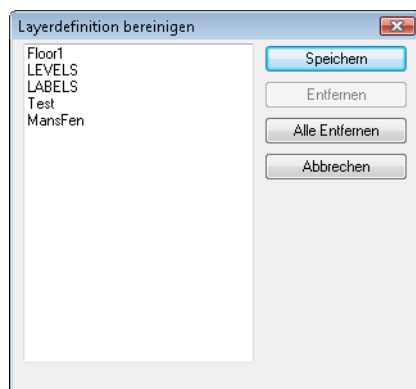 Layerdefinition bereinigen
Floor1
LEVELS
LABELS
Test
MansFen
Speichern
Entfernen
Alle Entfernen
Abbrechen